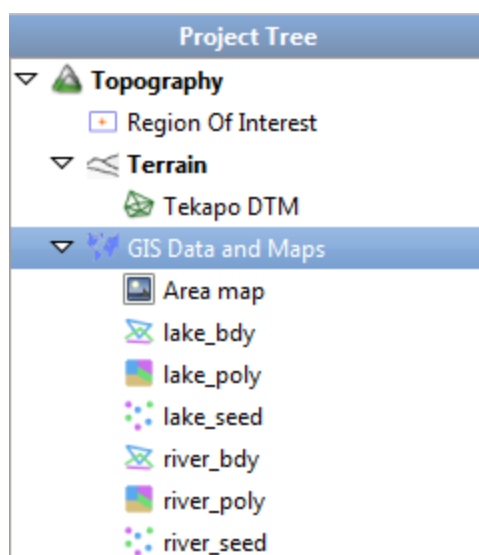 Project Tree
Topography
Region Of Interest
Terrain
Tekapo DTM
GIS Data and Maps
Area map
lake_bdy
lake_poly
lake_seed
river_bdy
river_poly
river_seed